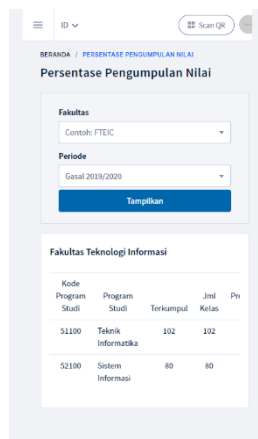 ID
Scan QR
BERANDA / PERSENTASE PENGUMPULAN NILAI
Persentase Pengumpulan Nilai
Fakultas
Contoh: FTEIC
Periode
Gasal 2019/2020
Tampilkan
Fakultas Teknologi Informasi
Kode Program Studi Program Studi Terkumpul Jml Kelas Pr
51100 Teknik Informatika 102 102
52100 Sistem Informasi 80 80